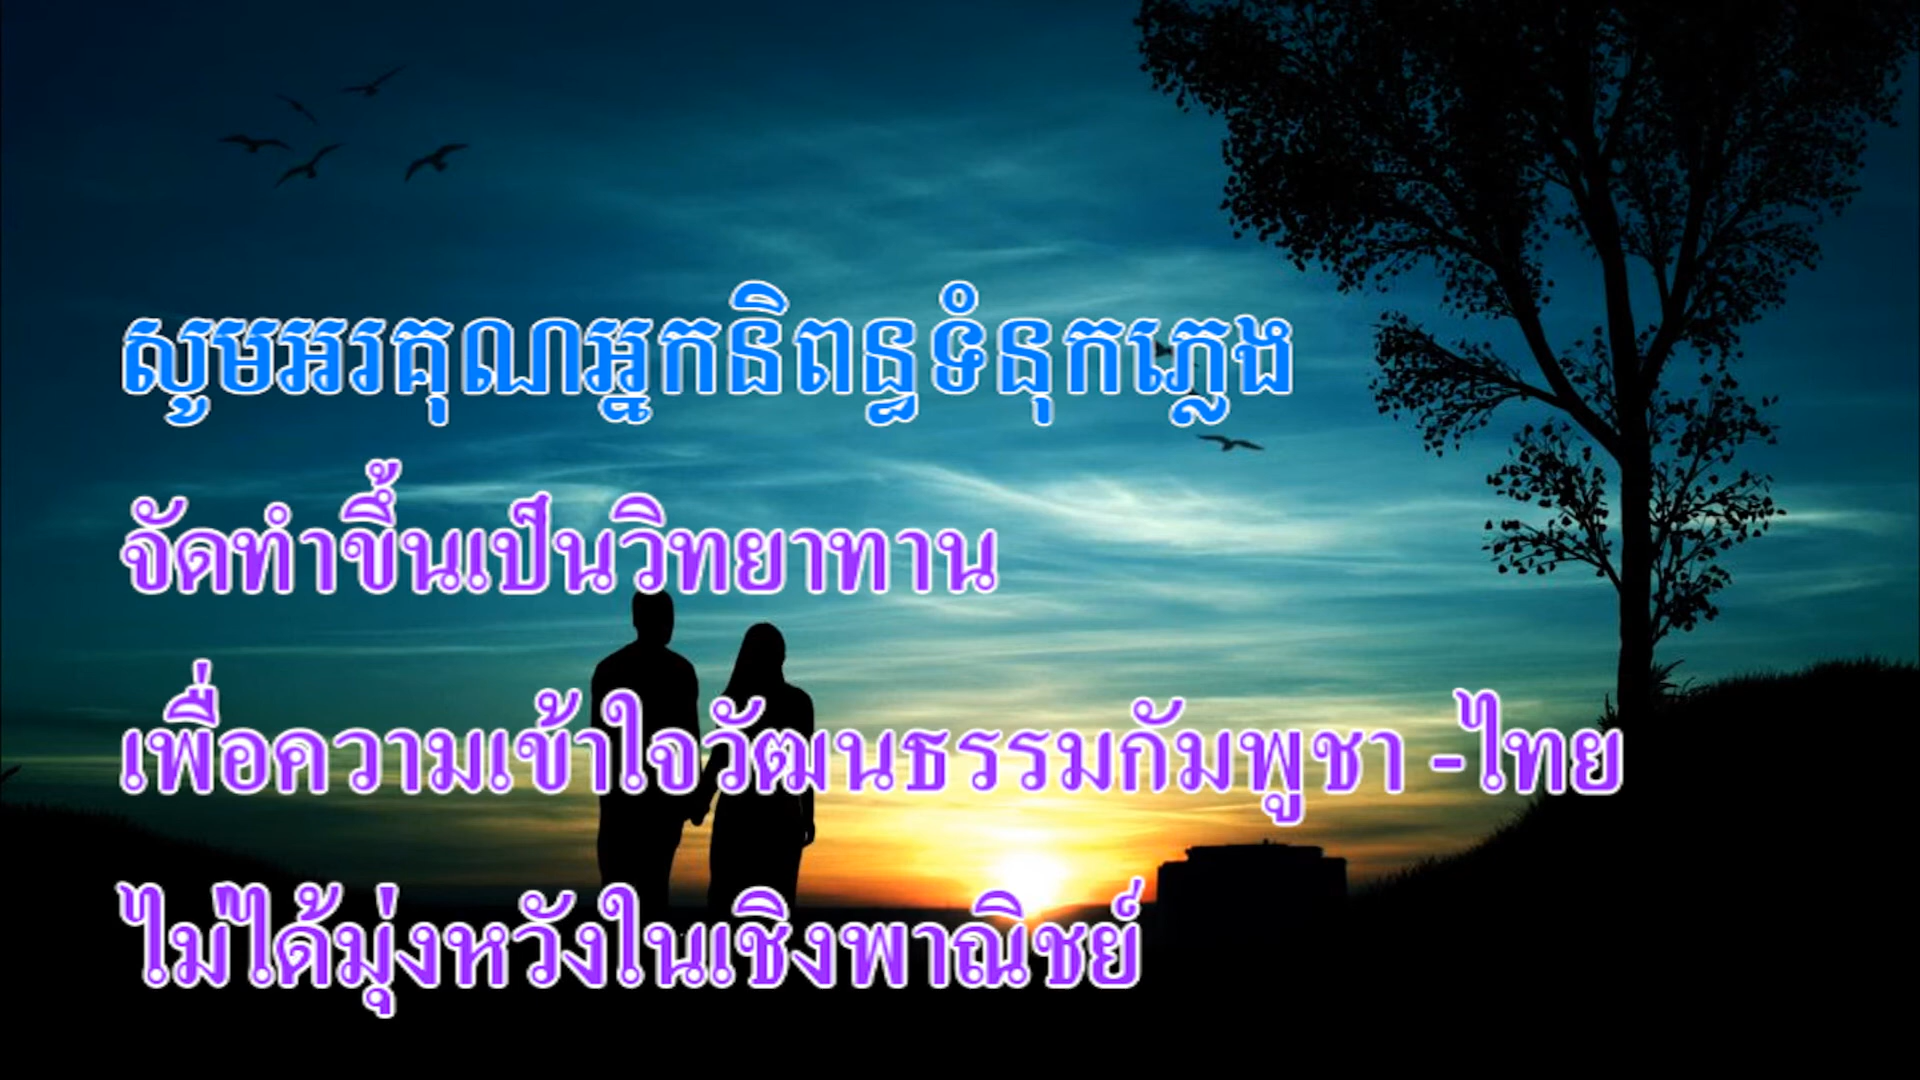 សូមអរគុណអ្នកនិពន្ធទំនុកភ្លេង
จัดทำขึ้นเป็นวิทยาทาน
เพื่อความเข้าใจวัฒนธรรมกัมพูชา -ไทย
ไม่ได้มุ่งหวังในเชิงพาณิชย์